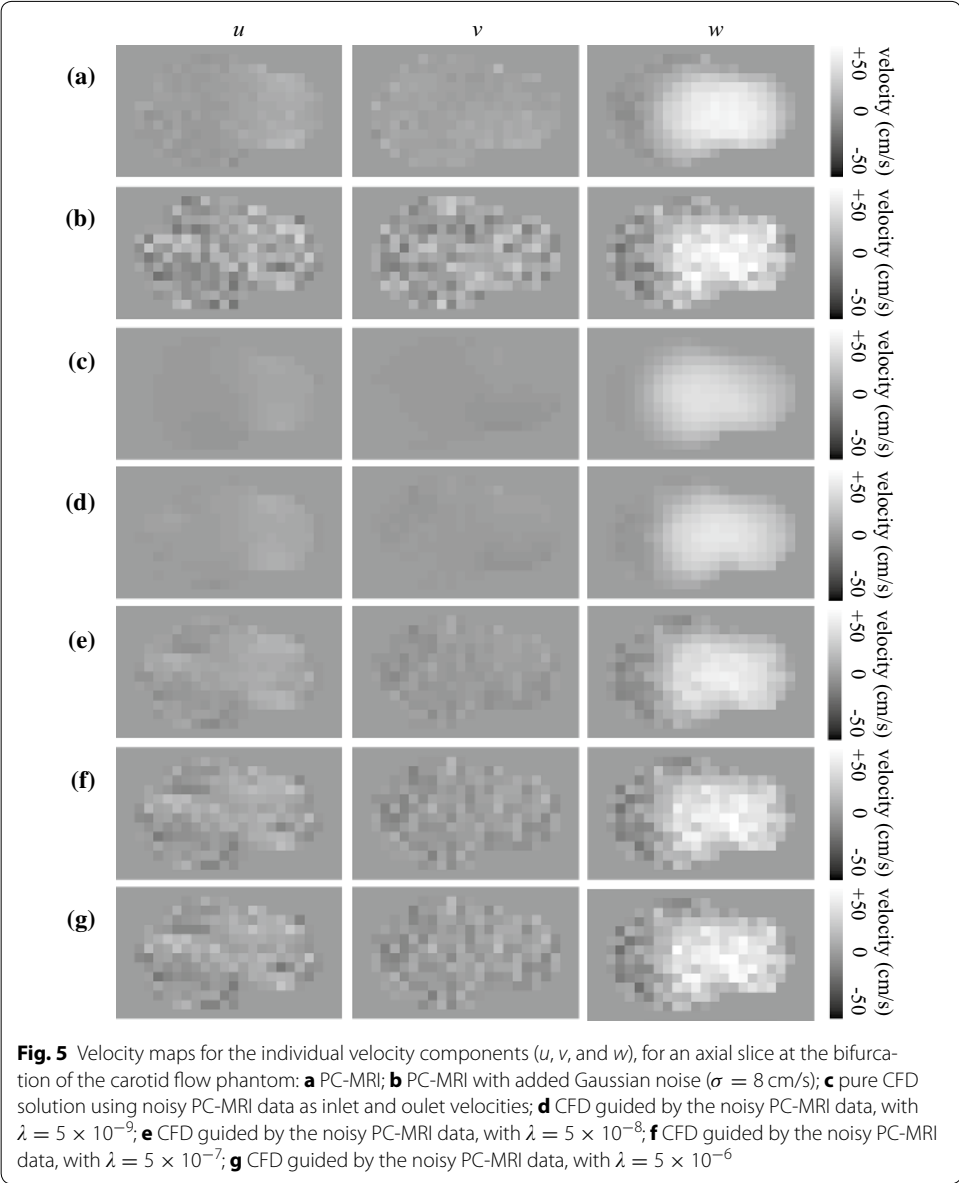 u v w
(a)
velocity (cm/s)
+50 0 -50
(b)
velocity (cm/s)
+50 0 -50
(c)
velocity (cm/s)
+50 0 -50
(d)
velocity (cm/s)
+50 0 -50
(e)
velocity (cm/s)
+50 0 -50
(f)
velocity (cm/s)
+50 0 -50
(g)
velocity (cm/s)
+50 0 -50
Fig. 5 Velocity maps for the individual velocity components (u, v, and w), for an axial slice at the bifurca-
tion of the carotid flow phantom: a PC-MRI; b PC-MRI with added Gaussian noise (σ = 8 cm/s); c pure CFD
solution using noisy PC-MRI data as inlet and oulet velocities; d CFD guided by the noisy PC-MRI data, with
λ = 5 × 10⁻⁹; e CFD guided by the noisy PC-MRI data, with λ = 5 × 10⁻⁸; f CFD guided by the noisy PC-MRI
data, with λ = 5 × 10⁻⁷; g CFD guided by the noisy PC-MRI data, with λ = 5 × 10⁻⁶